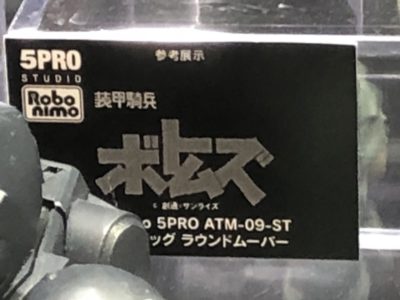 5PRO
STUDIO
参考展示
Robo
nimo
装甲騎兵
ボトムズ
© 創通・サンライズ
o 5PRO ATM-09-ST
ッグ ラウンドムーバー